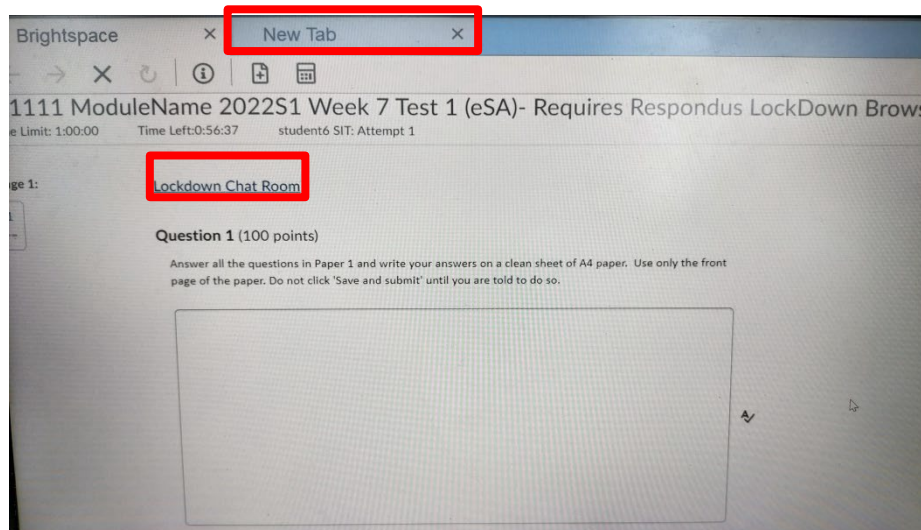 Brightspace × New Tab ×
1111 ModuleName 2022S1 Week 7 Test 1 (eSA)- Requires Respondus LockDown Brows
e Limit: 1:00:00 Time Left:0:56:37 student6 SIT: Attempt 1
ge 1:
Lockdown Chat Room
1
Question 1 (100 points)
Answer all the questions in Paper 1 and write your answers on a clean sheet of A4 paper. Use only the front
page of the paper. Do not click 'Save and submit' until you are told to do so.